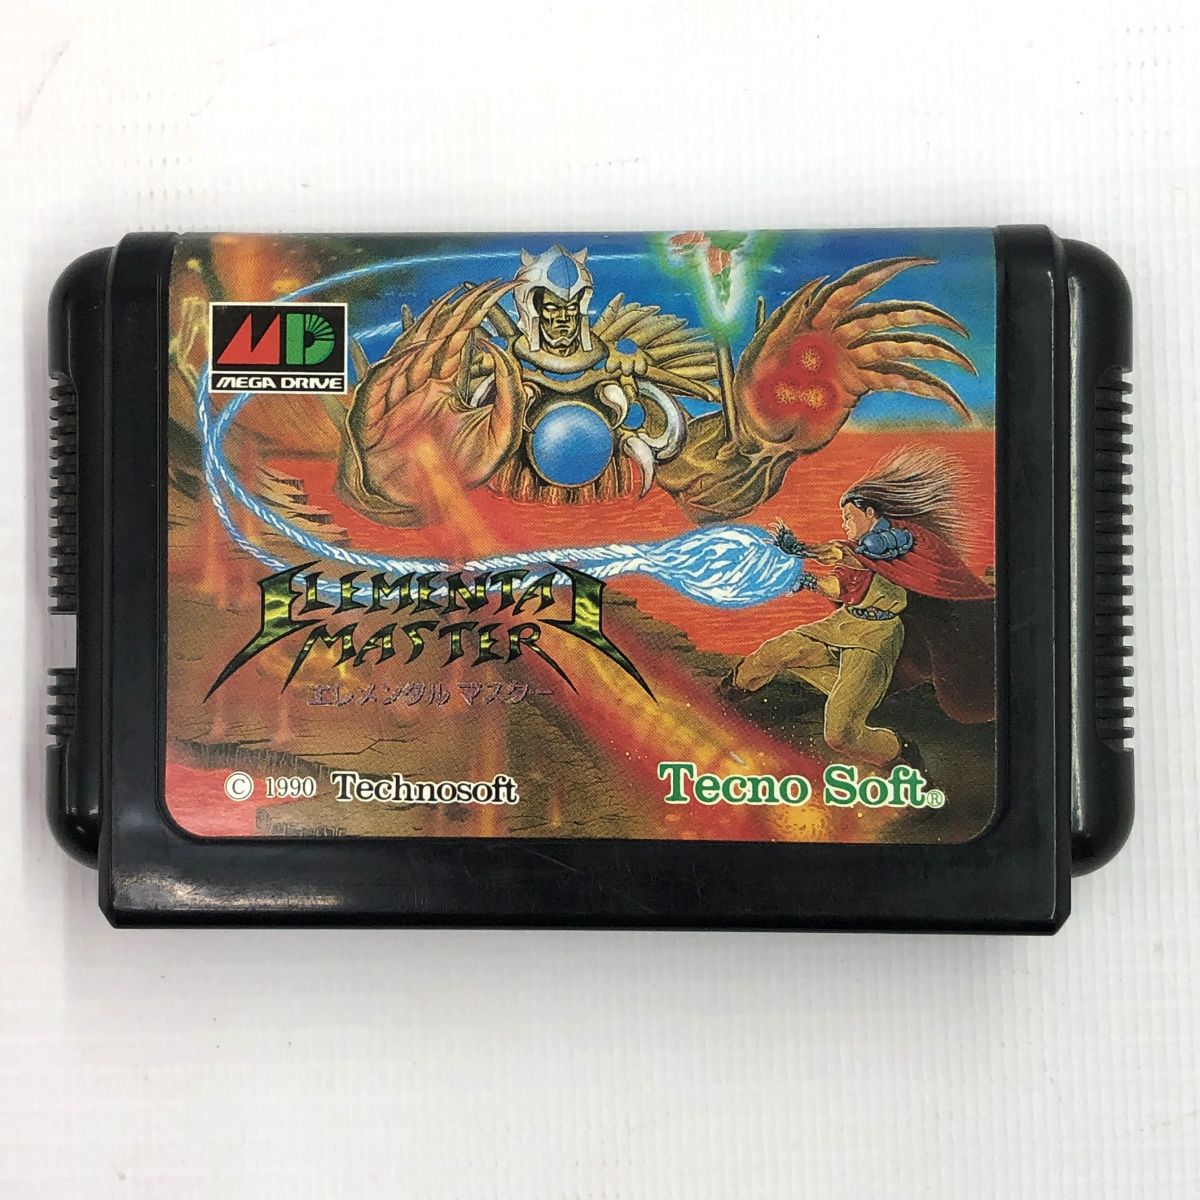 MD
MEGA DRIVE
ELEMENTAL
MASTER
エレメンタル マスター
© 1990 Technosoft
Tecno Soft®